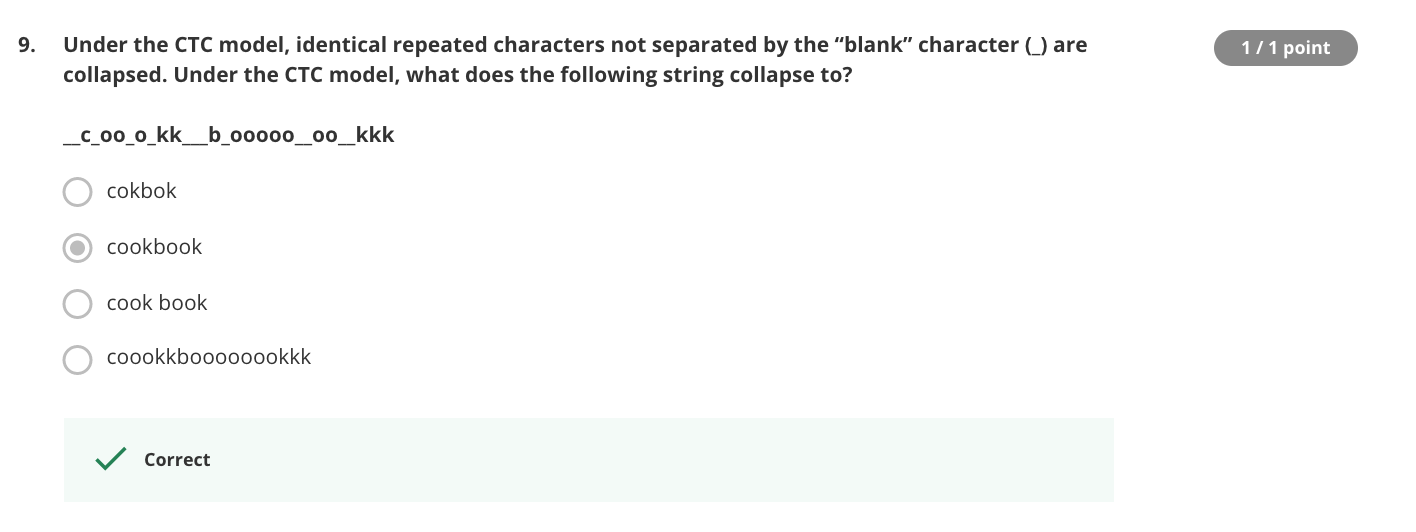 9. Under the CTC model, identical repeated characters not separated by the “blank” character (_) are
collapsed. Under the CTC model, what does the following string collapse to?
1 / 1 point
__c_oo_o_kk___b_ooooo__oo__kkk
cokbok
cookbook
cook book
coookkboooooookkk
Correct